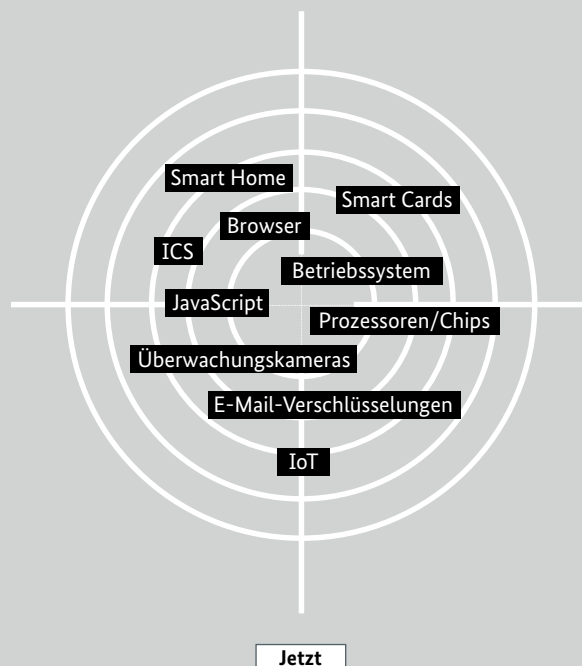 Smart Home
Smart Cards
Browser
ICS
Betriebssystem
JavaScript
Prozessoren/Chips
Überwachungskameras
E-Mail-Verschlüsselungen
IoT
Jetzt